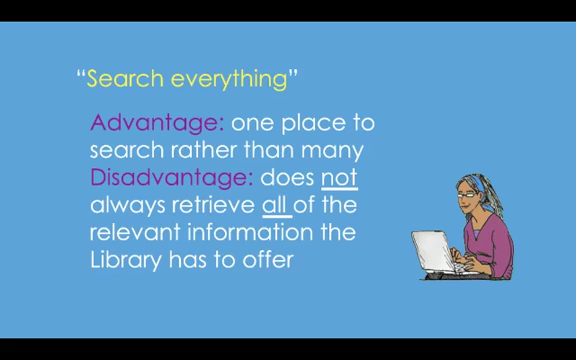 “Search everything”
Advantage: one place to
search rather than many
Disadvantage: does not
always retrieve all of the
relevant information the
Library has to offer